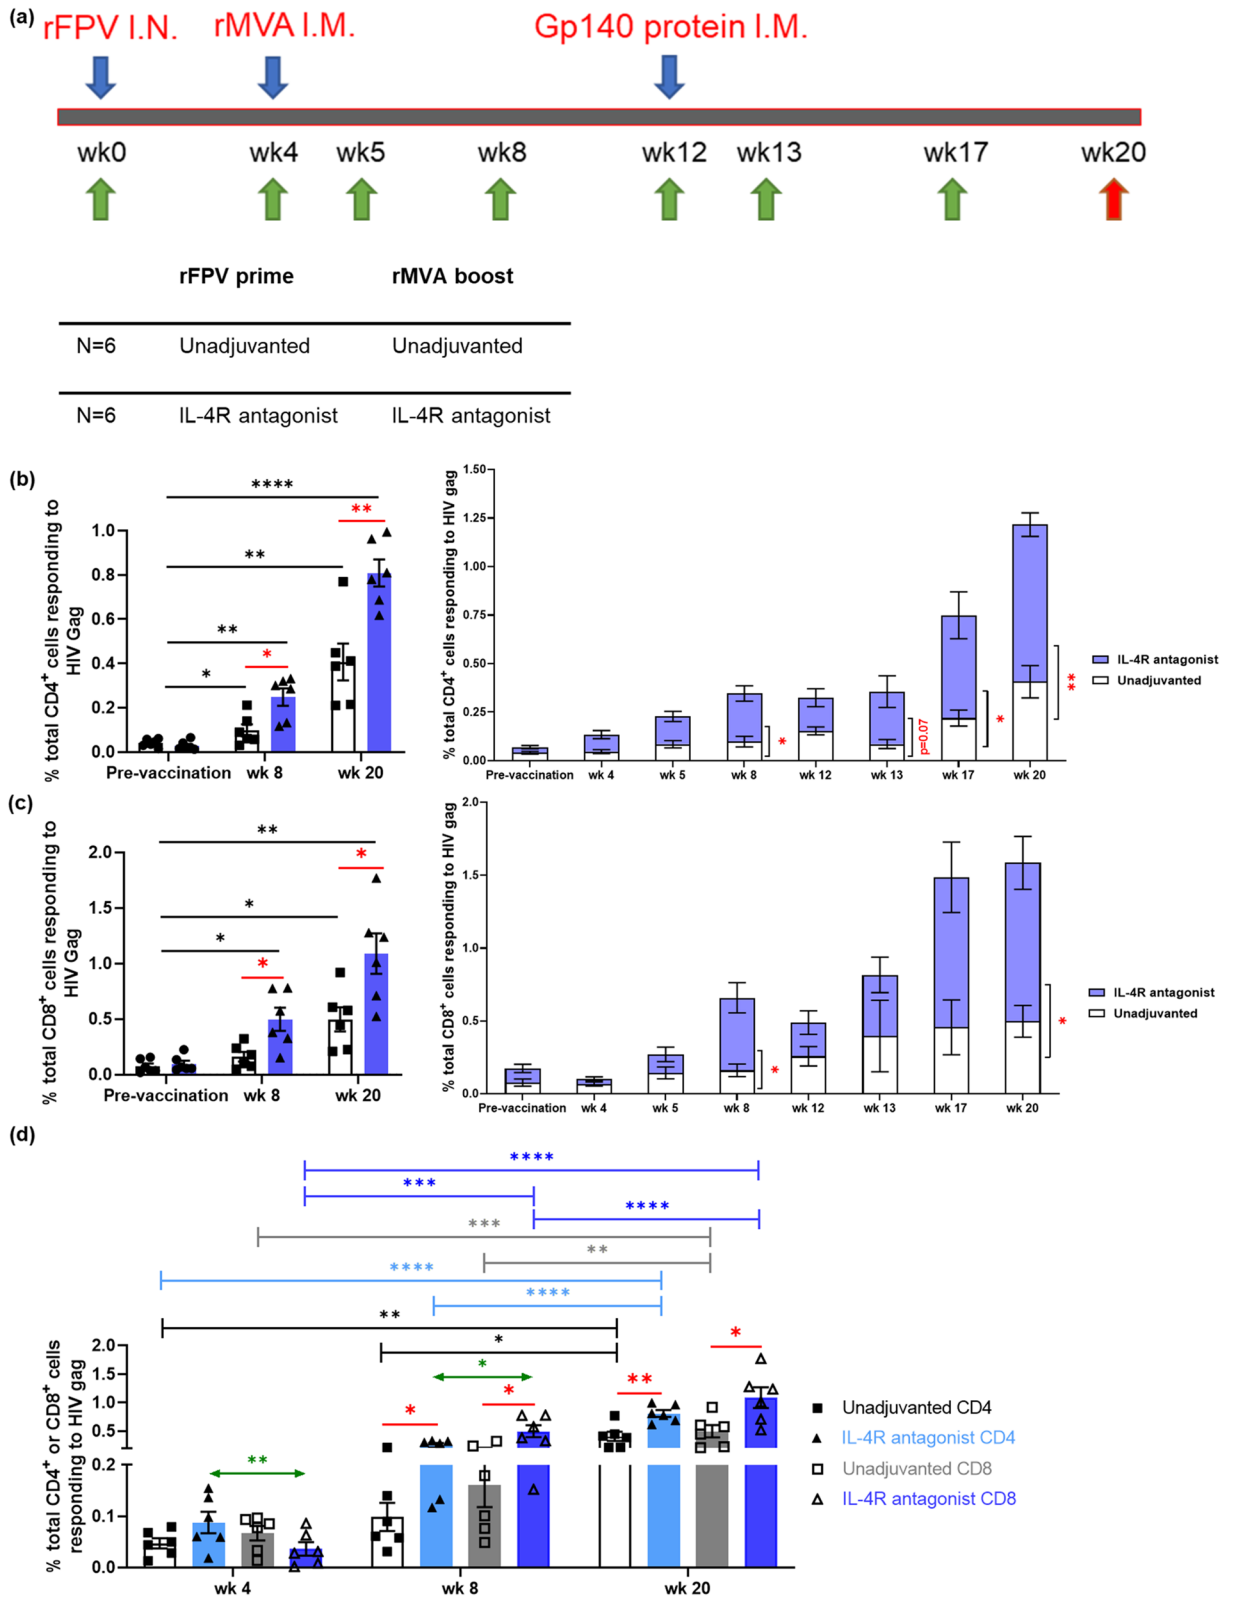 (a)
rFPV I.N. rMVA I.M. Gp140 protein I.M.
wk0 wk4 wk5 wk8 wk12 wk13 wk17 wk20
rFPV prime rMVA boost
N=6 Unadjuvanted Unadjuvanted
N=6 IL-4R antagonist IL-4R antagonist
(b)
% total CD4+ cells responding to
HIV Gag
1.0
0.8
0.6
0.4
0.2
0.0
****
**
**
**
*
*
Pre-vaccination wk 8 wk 20
% total CD4+ cells responding to HIV gag
1.50
1.25
1.00
0.75
0.50
0.25
0.00
*
p=0.07
*
**
Pre-vaccination wk 4 wk 5 wk 8 wk 12 wk 13 wk 17 wk 20
IL-4R antagonist
Unadjuvanted
(c)
% total CD8+ cells responding to
HIV Gag
2.0
1.5
1.0
0.5
0.0
**
*
*
*
*
Pre-vaccination wk 8 wk 20
% total CD8+ cells responding to HIV gag
2.0
1.5
1.0
0.5
0.0
*
*
Pre-vaccination wk 4 wk 5 wk 8 wk 12 wk 13 wk 17 wk 20
IL-4R antagonist
Unadjuvanted
(d)
****
***
****
***
**
****
****
**
*
% total CD4+ or CD8+ cells
responding to HIV gag
2.0
1.5
1.0
0.5
0.2
0.1
0.0
**
*
*
*
**
*
wk 4 wk 8 wk 20
Unadjuvanted CD4
IL-4R antagonist CD4
Unadjuvanted CD8
IL-4R antagonist CD8